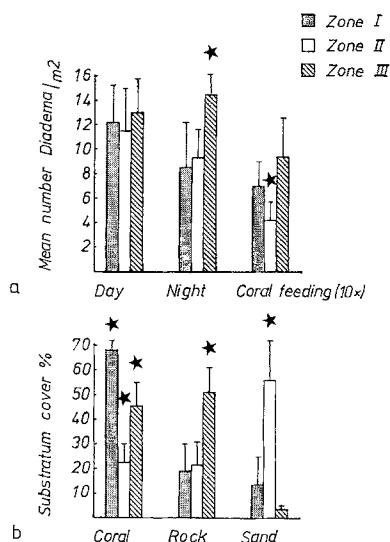 Zone I
Zone II
Zone III
Mean number Diadema/m2
16
14
12
10
8
6
4
2
a
Day Night Coral feeding (10x)
Substratum cover %
70
60
50
40
30
20
10
b
Coral Rock Sand